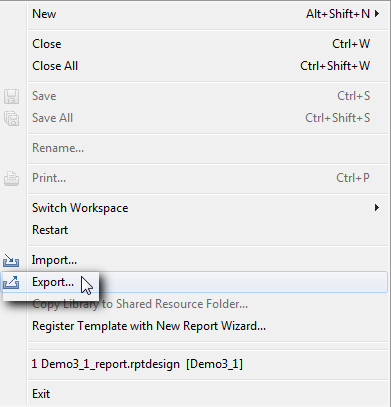 New Alt+Shift+N
Close Ctrl+W
Close All Ctrl+Shift+W
Save Ctrl+S
Save All Ctrl+Shift+S
Rename...
Print... Ctrl+P
Switch Workspace
Restart
Import...
Export...
Copy Library to Shared Resource Folder...
Register Template with New Report Wizard...
1 Demo3_1_report.rptdesign [Demo3_1]
Exit